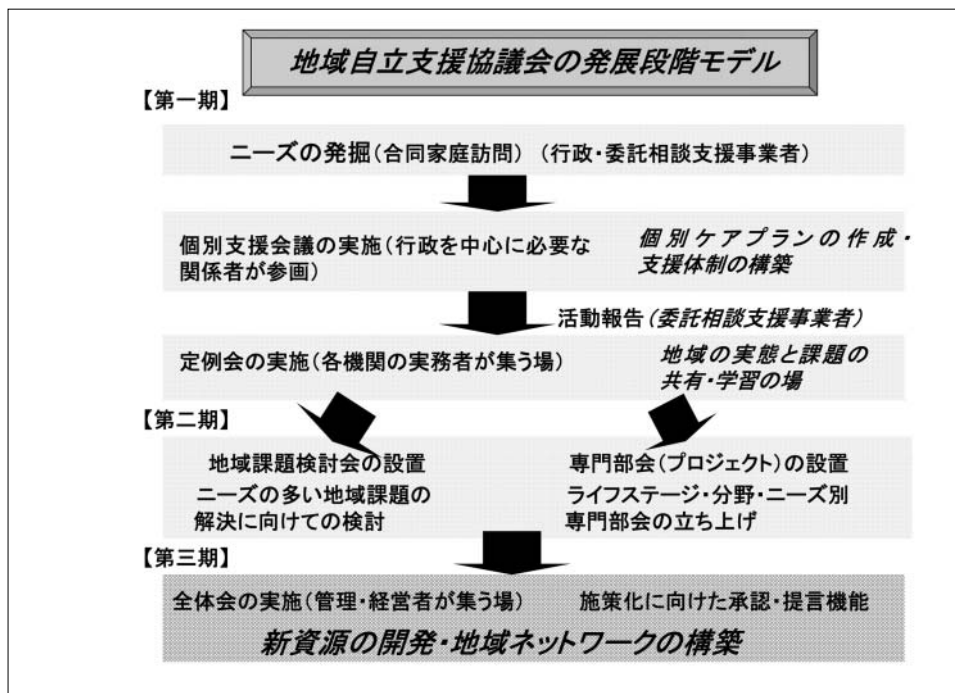 地域自立支援協議会の発展段階モデル
【第一期】
ニーズの発掘(合同家庭訪問) (行政・委託相談支援事業者)
個別支援会議の実施(行政を中心に必要な
関係者が参画)
個別ケアプランの作成・
支援体制の構築
活動報告(委託相談支援事業者)
定例会の実施(各機関の実務者が集う場)
地域の実態と課題の
共有・学習の場
【第二期】
地域課題検討会の設置
ニーズの多い地域課題の
解決に向けての検討
専門部会(プロジェクト)の設置
ライフステージ・分野・ニーズ別
専門部会の立ち上げ
【第三期】
全体会の実施(管理・経営者が集う場)
施策化に向けた承認・提言機能
新資源の開発・地域ネットワークの構築